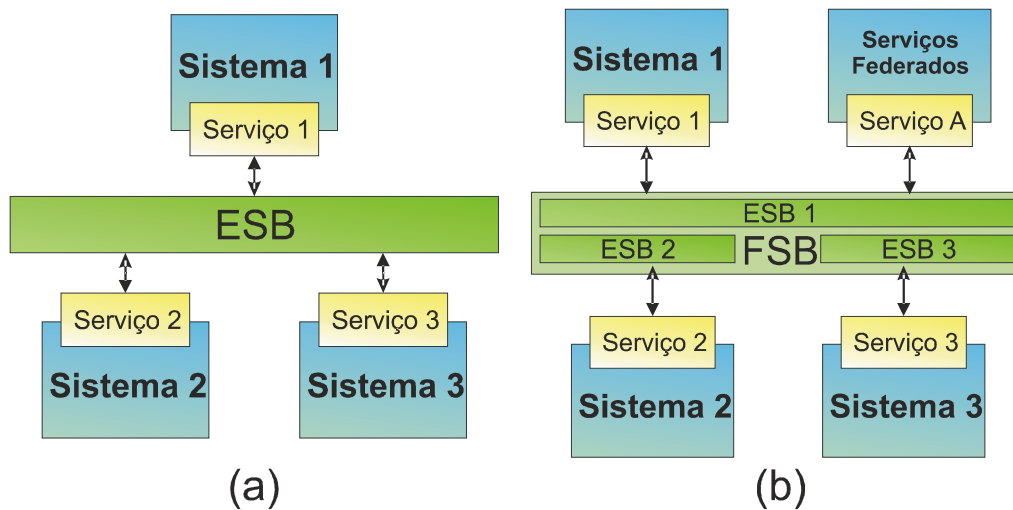 Sistema 1
Serviço 1
ESB
Serviço 2
Serviço 3
Sistema 2
Sistema 3
(a)
Sistema 1
Serviços
Federados
Serviço 1
Serviço A
ESB 1
ESB 2
FSB
ESB 3
Serviço 2
Serviço 3
Sistema 2
Sistema 3
(b)